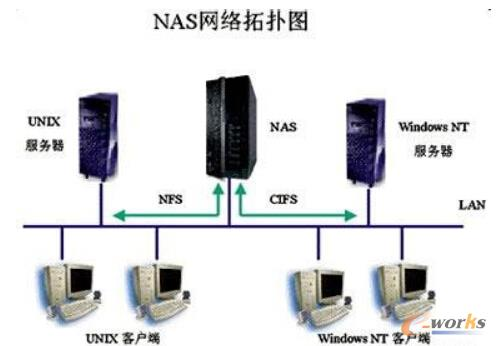 NAS网络拓扑图
UNIX
服务器
NAS
Windows NT
服务器
NFS
CIFS
LAN
UNIX 客户端
Windows NT 客户端
e-works